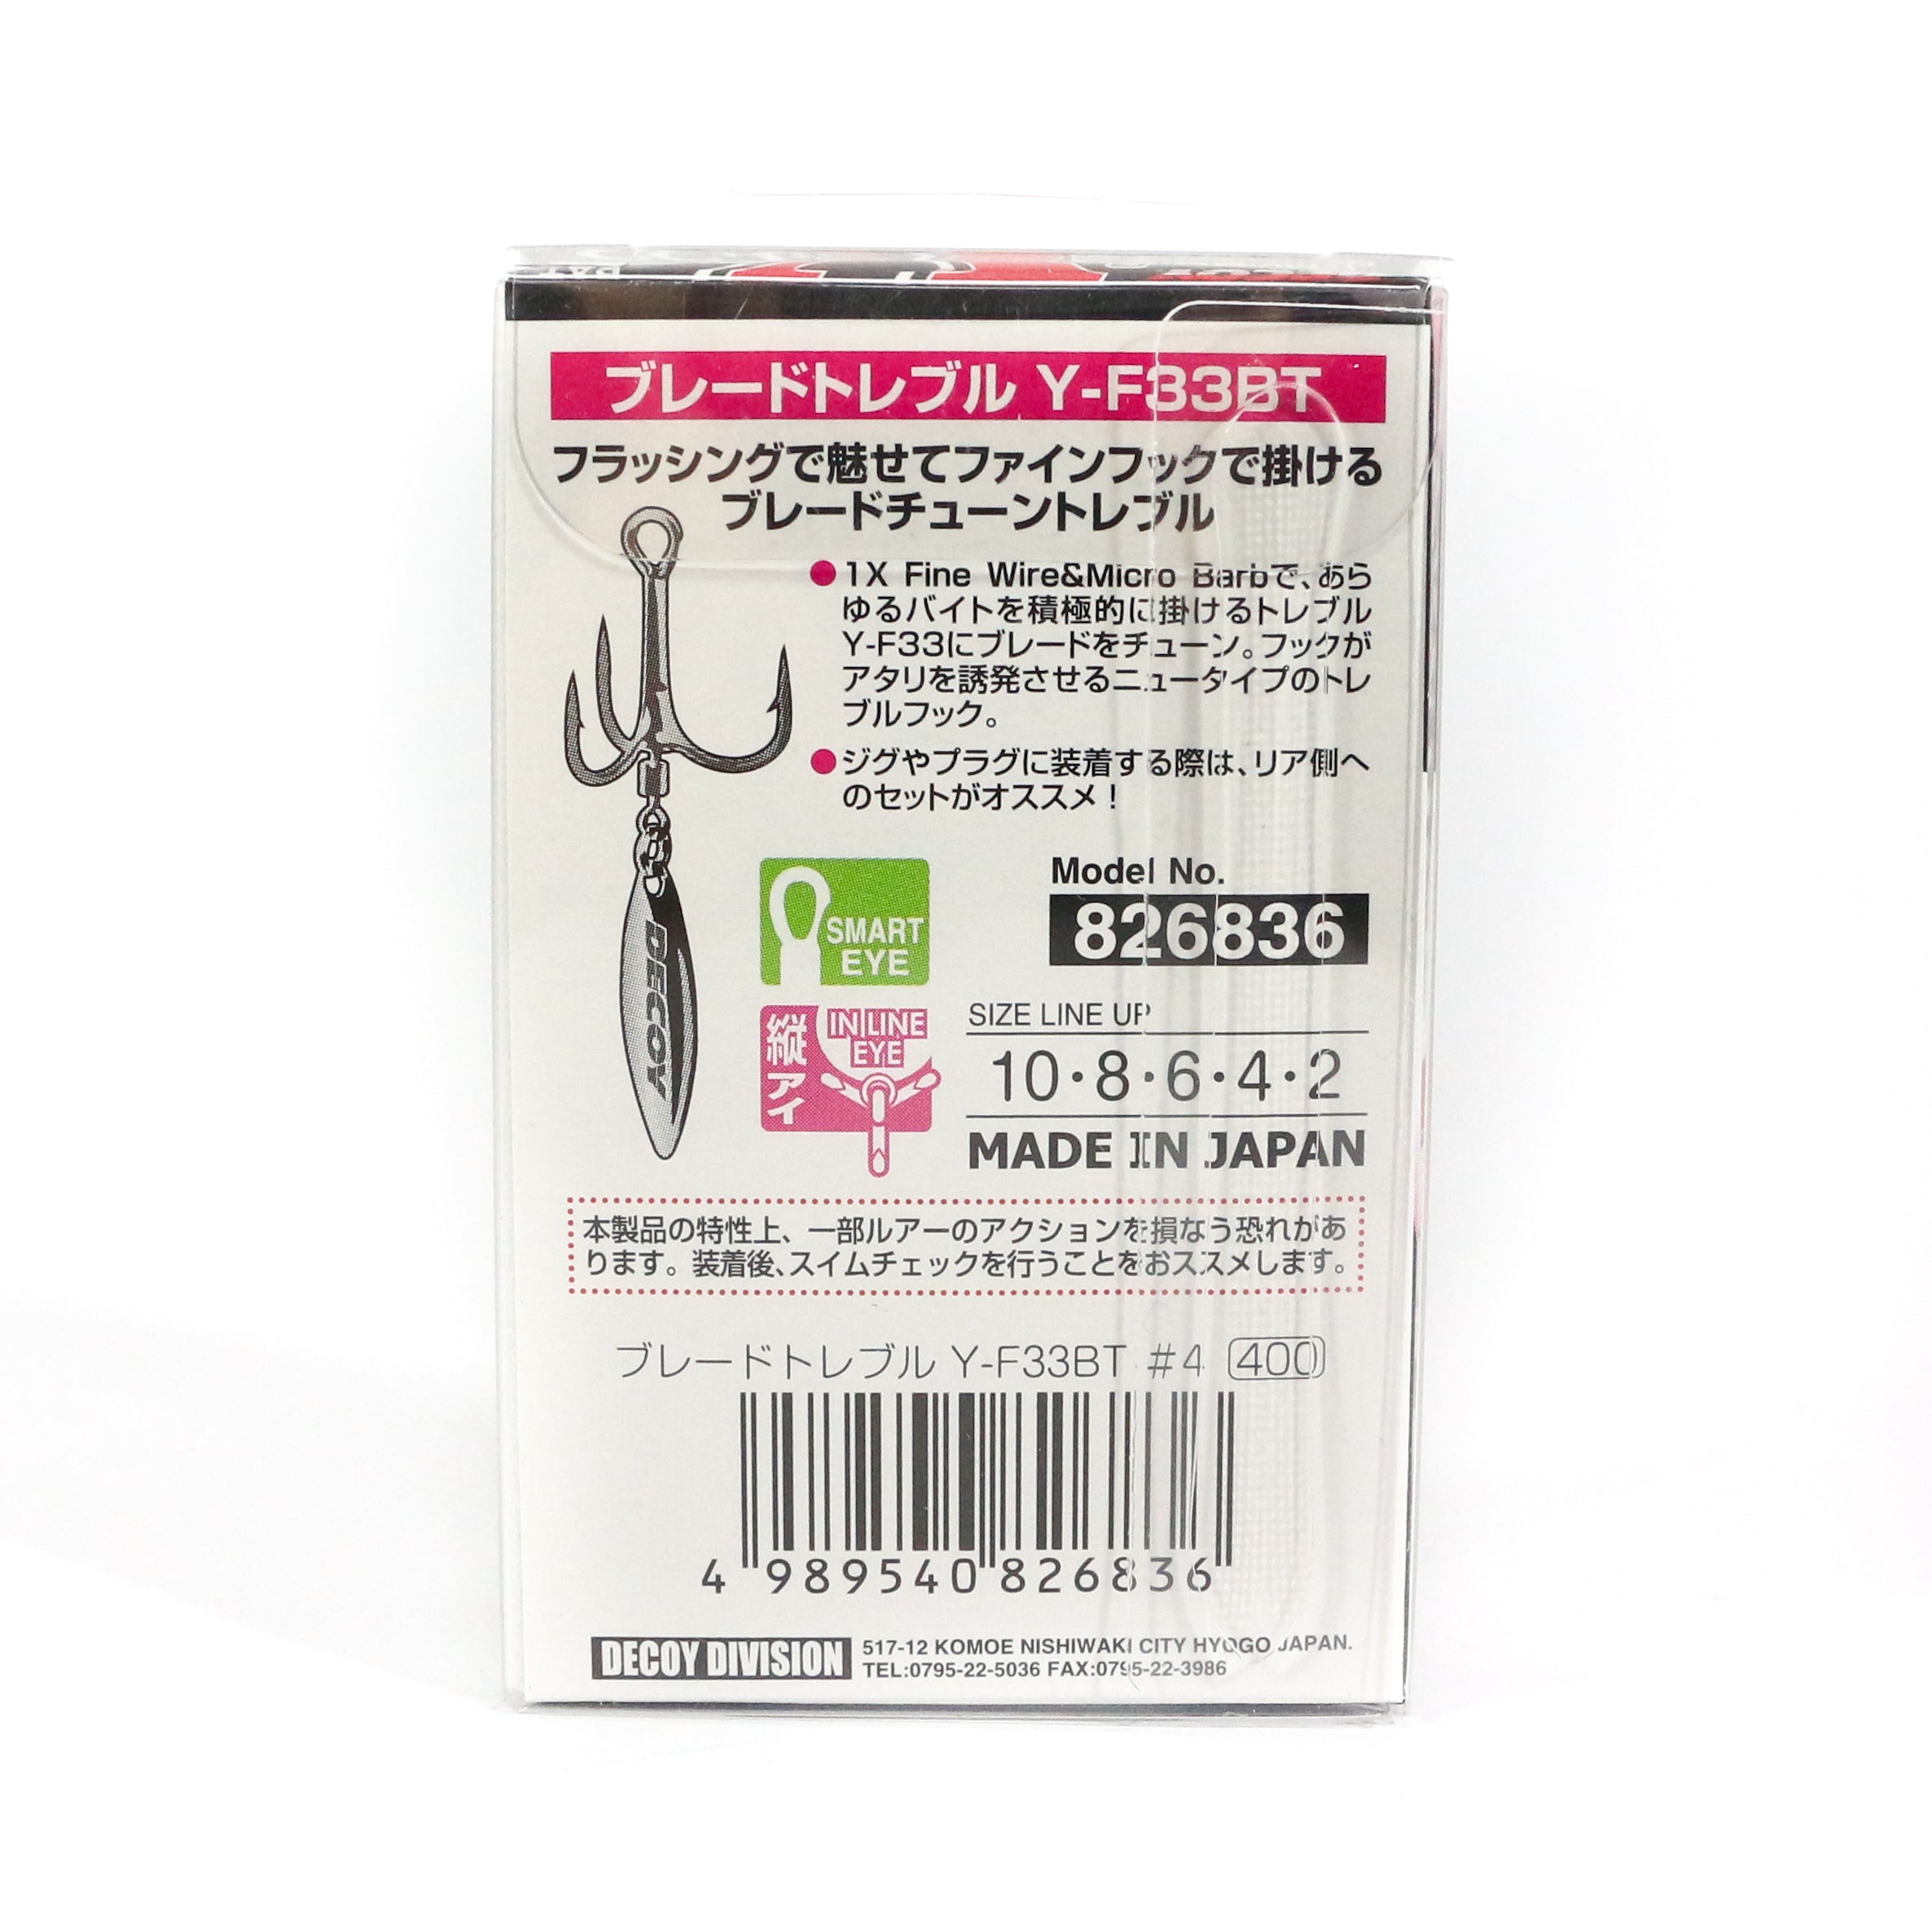 ブレードトレブル Y-F33BT
フラッシングで魅せてファインフックで掛ける
ブレードチューントレブル
●1X Fine Wire&Micro Barbで、あら
ゆるバイトを積極的に掛けるトレブル
Y-F33にブレードをチューン。フックが
アタリを誘発させるニュータイプのトレ
ブルフック。
●ジグやプラグに装着する際は、リア側へ
のセットがオススメ！
DECOY
SMART
EYE
縦アイ
IN LINE
EYE
Model No.
826836
SIZE LINE UP
10・8・6・4・2
MADE IN JAPAN
本製品の特性上、一部ルアーのアクションを損なう恐れがあ
ります。装着後、スイムチェックを行うことをおススメします。
ブレードトレブル Y-F33BT #4 400
4 989540 826836
DECOY DIVISION
517-12 KOMOE NISHIWAKI CITY HYOGO JAPAN.
TEL:0795-22-5036 FAX:0795-22-3986